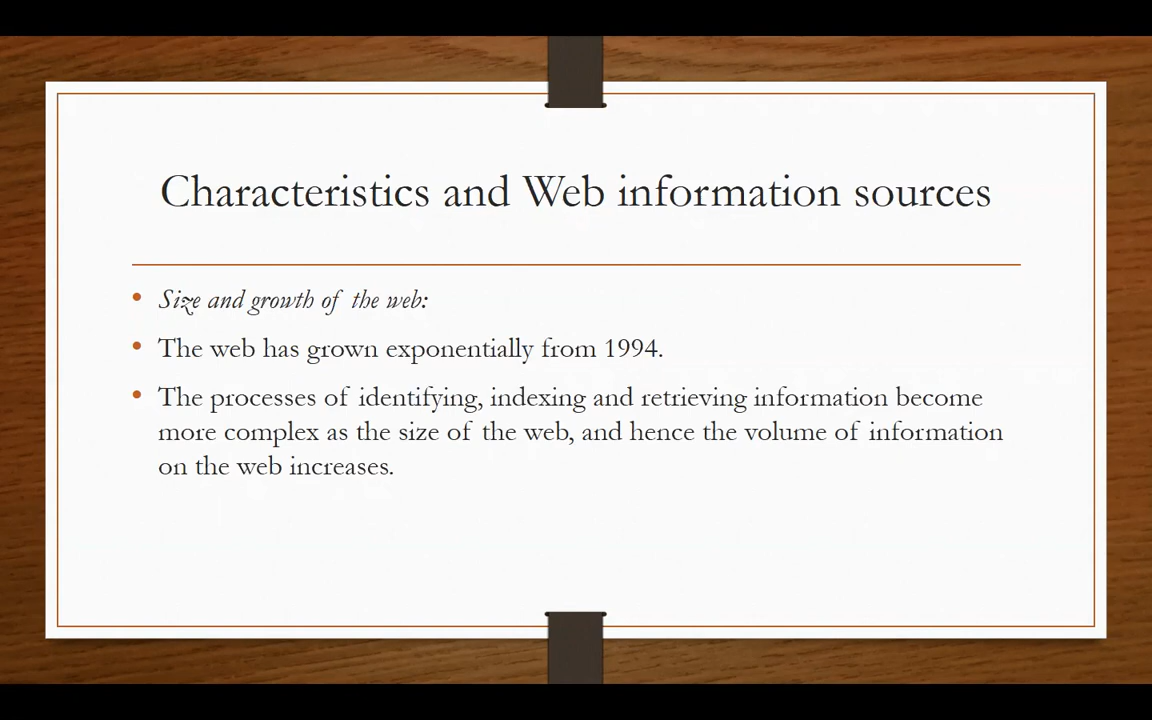 Characteristics and Web information sources
• Size and growth of the web:
• The web has grown exponentially from 1994.
• The processes of identifying, indexing and retrieving information become
more complex as the size of the web, and hence the volume of information
on the web increases.